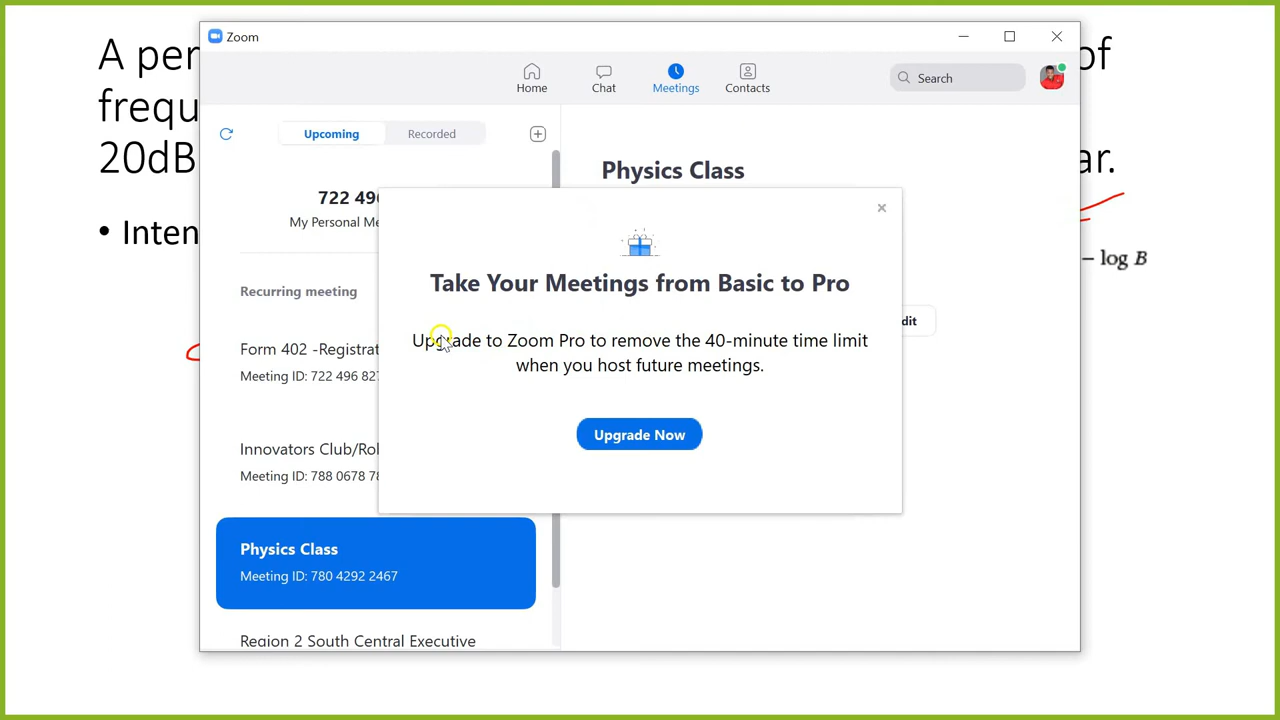 A per
of
frequ
20dB
ar.
• Inten
– log B
Zoom
Home
Chat
Meetings
Contacts
Search
Upcoming
Recorded
722 496
My Personal Me
Recurring meeting
Form 402 -Registrat
Meeting ID: 722 496 827
Innovators Club/Rol
Meeting ID: 788 0678 78
Physics Class
Meeting ID: 780 4292 2467
Region 2 South Central Executive
Physics Class
dit
Take Your Meetings from Basic to Pro
Upgrade to Zoom Pro to remove the 40-minute time limit
when you host future meetings.
Upgrade Now